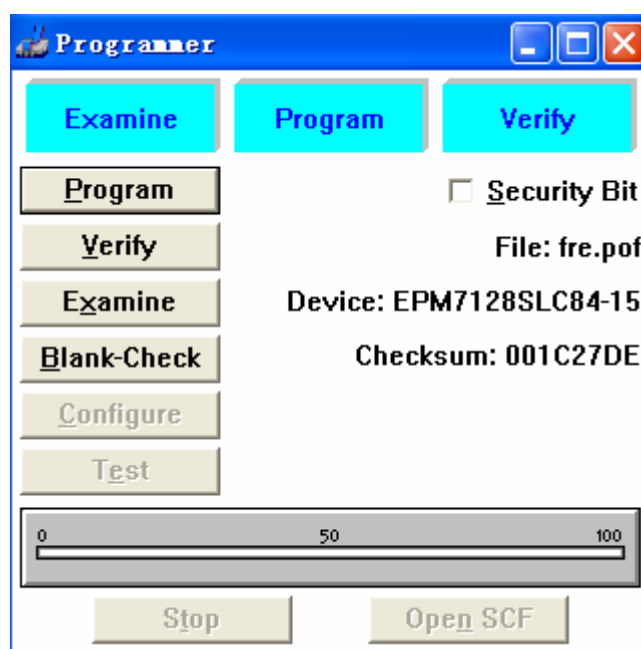 Programmer
Examine Program Verify
Program
Security Bit
Verify
File: fre.pof
Examine
Device: EPM7128SLC84-15
Blank-Check
Checksum: 001C27DE
Configure
Test
0 50 100
Stop Open SCF